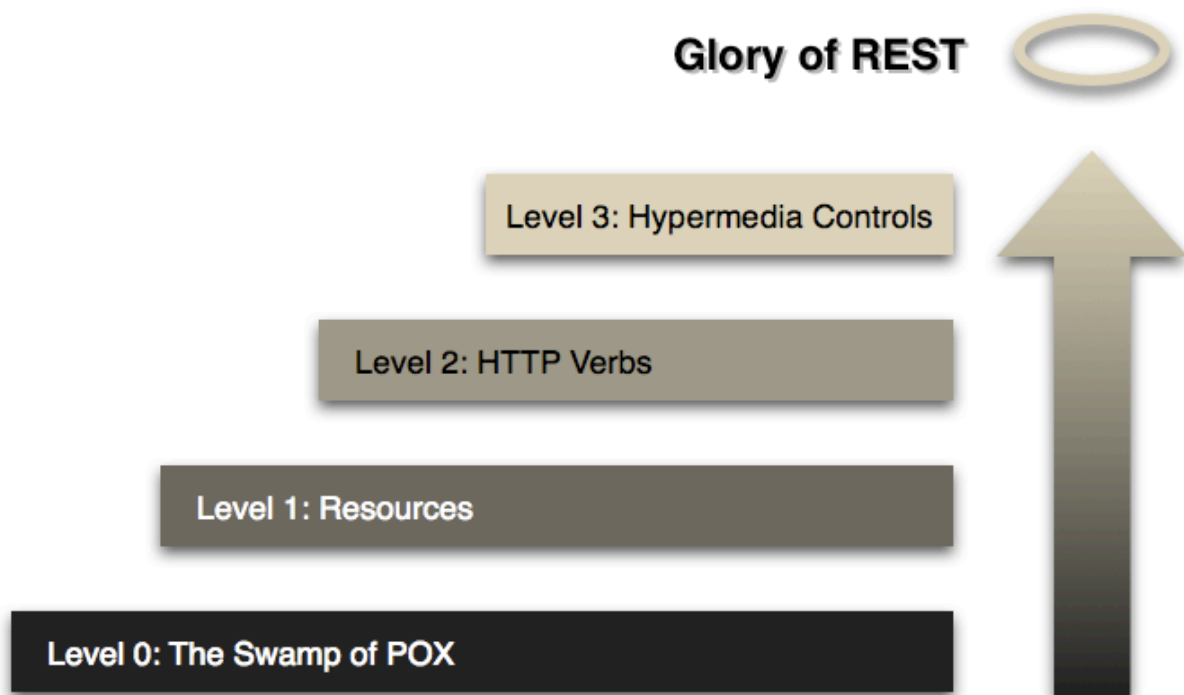 Glory of REST
Level 3: Hypermedia Controls
Level 2: HTTP Verbs
Level 1: Resources
Level 0: The Swamp of POX